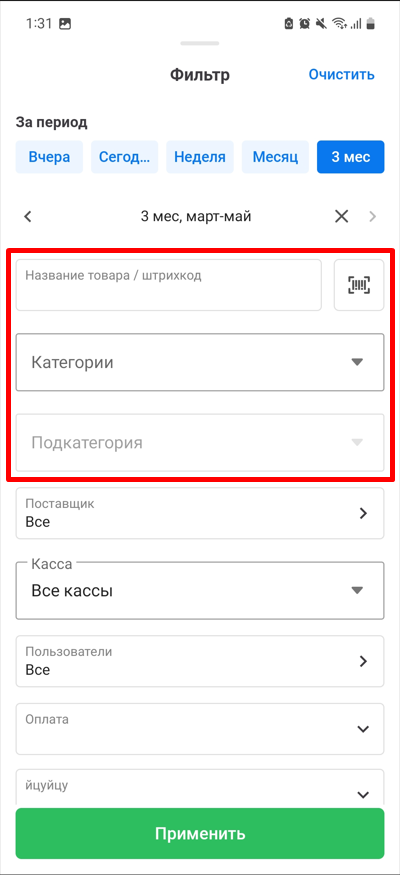 1:31
Фильтр
Очистить
За период
Вчера Сегод... Неделя Месяц 3 мес
3 мес, март-май
Название товара / штрихкод
Категории
Подкатегория
Поставщик
Все
Касса
Все кассы
Пользователи
Все
Оплата
йцуйцу
Применить